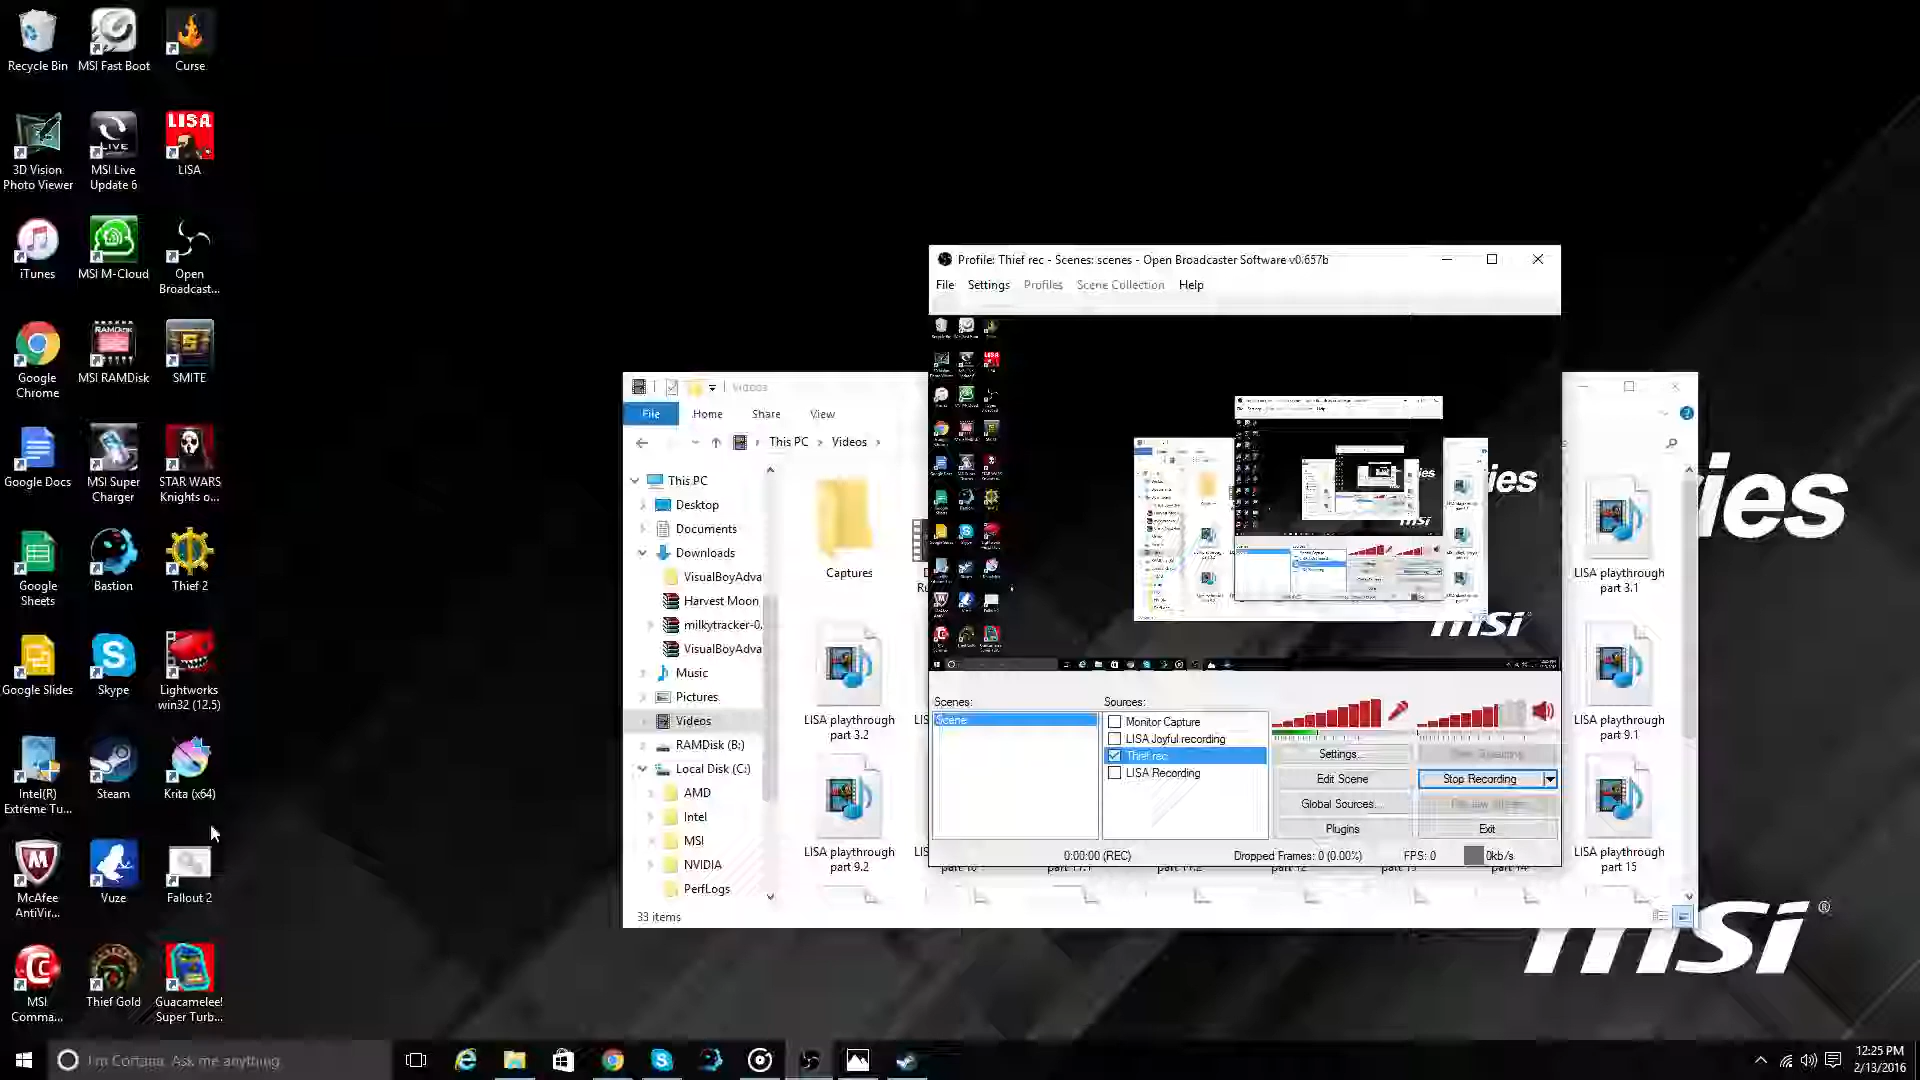 Recycle Bin
MSI Fast Boot
Curse
3D Vision
Photo Viewer
MSI Live
Update 6
LISA
LISA
iTunes
MSI M-Cloud
Open
Broadcast...
Google
Chrome
MSI RAMDisk
SMITE
Google Docs
MSI Super
Charger
STAR WARS
Knights o...
Google
Sheets
Bastion
Thief 2
Google Slides
Skype
Lightworks
win32 (12.5)
Intel(R)
Extreme Tu...
Steam
Krita (x64)
McAfee
AntiVir...
Vuze
Fallout 2
MSI
Comma...
Thief Gold
Guacamelee!
Super Turb...
Videos
File
Home
Share
View
This PC
Videos
This PC
Desktop
Documents
Downloads
VisualBoyAdva
Harvest Moon
milkytracker-0.
VisualBoyAdva
Music
Pictures
Videos
RAMDisk (B:)
Local Disk (C:)
AMD
Intel
MSI
NVIDIA
PerfLogs
33 items
Captures
LISA playthrough
part 3.2
LISA playthrough
part 9.2
Profile: Thief rec - Scenes: scenes - Open Broadcaster Software v0.657b
File
Settings
Profiles
Scene Collection
Help
Scenes:
Scene
Sources:
Monitor Capture
LISA Joyful recording
Thief rec
LISA Recording
Settings...
Edit Scene
Stop Recording
Global Sources...
Plugins
Exit
0:00:00 (REC)
Dropped Frames: 0 (0.00%)
FPS: 0
0kb/s
LISA playthrough
part 3.1
LISA playthrough
part 9.1
LISA playthrough
part 15
ies
msi
I'm Cortana. Ask me anything.
12:25 PM
2/13/2016